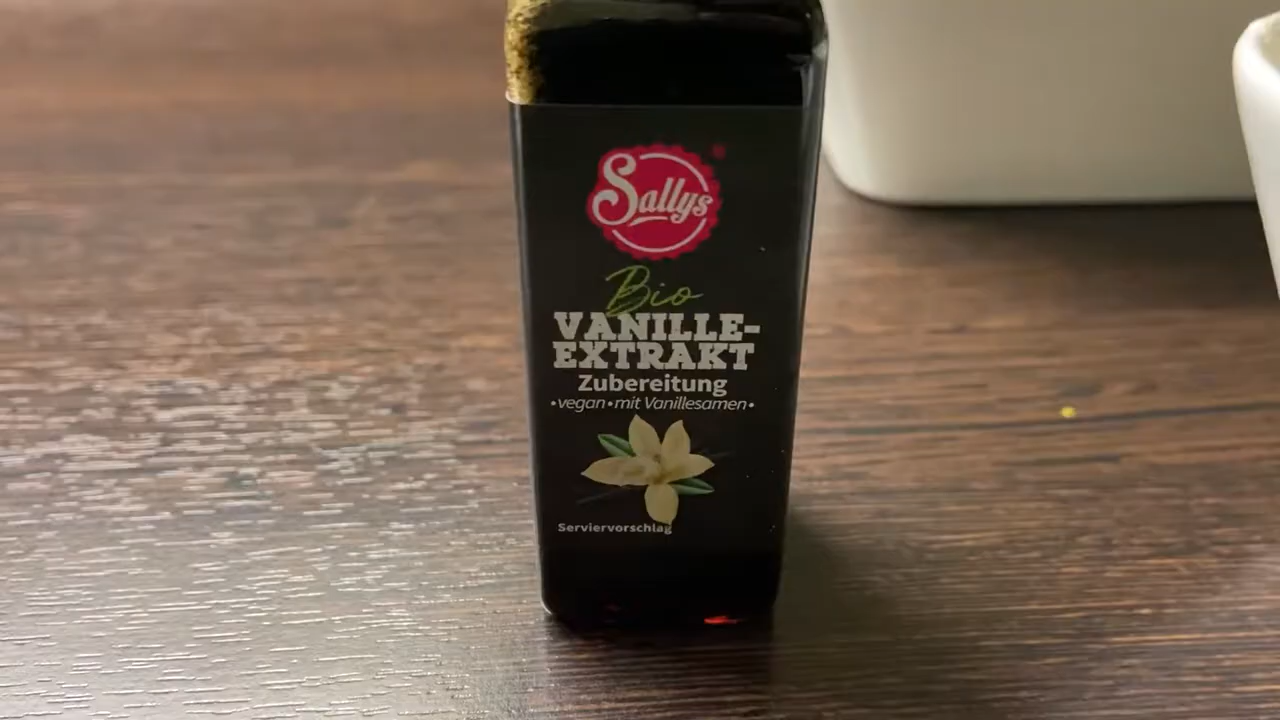 Sallys
Bio
VANILLE-
EXTRAKT
Zubereitung
•vegan•mit Vanillesamen•
Serviervorschlag